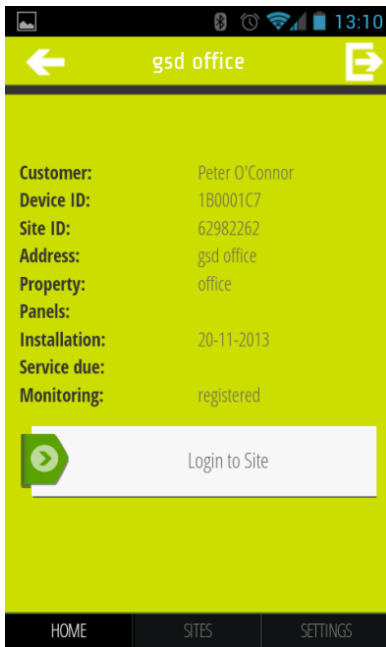 13:10
gsd office
Customer: Peter O'Connor
Device ID: 1B0001C7
Site ID: 62982262
Address: gsd office
Property: office
Panels:
Installation: 20-11-2013
Service due:
Monitoring: registered
Login to Site
HOME SITES SETTINGS